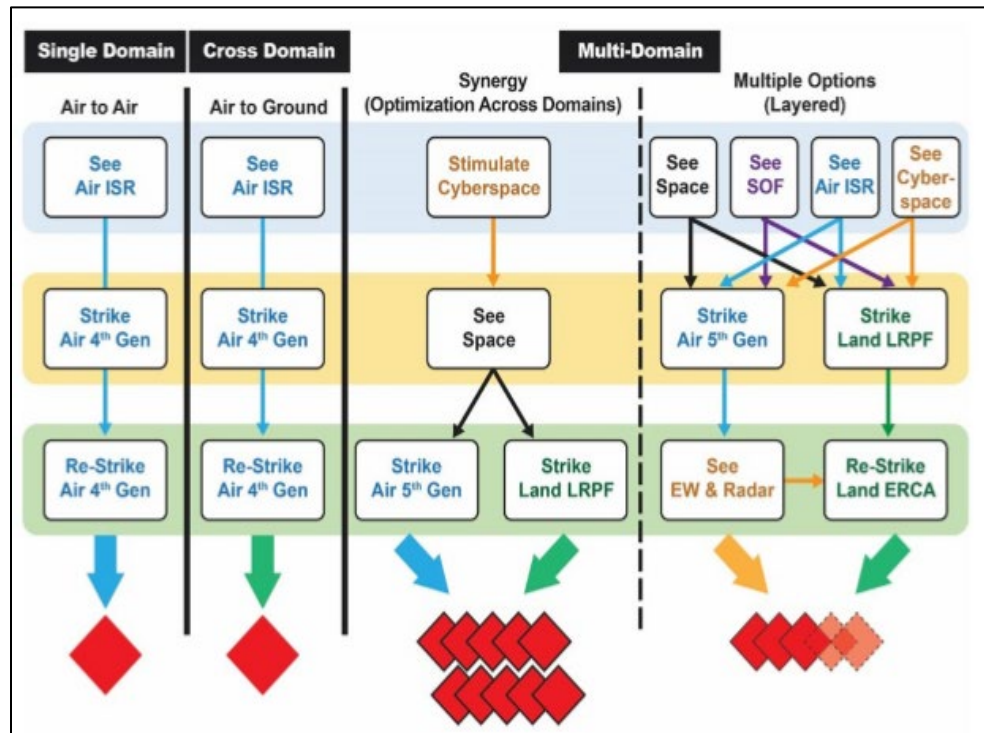 Single Domain
Cross Domain
Multi-Domain
Air to Air
Air to Ground
Synergy
(Optimization Across Domains)
Multiple Options
(Layered)
See
Air ISR
See
Air ISR
Stimulate
Cyberspace
See
Space
See
SOF
See
Air ISR
See
Cyber-
space
Strike
Air 4th Gen
Strike
Air 4th Gen
See
Space
Strike
Air 5th Gen
Strike
Land LRPF
Re-Strike
Air 4th Gen
Re-Strike
Air 4th Gen
Strike
Air 5th Gen
Strike
Land LRPF
See
EW & Radar
Re-Strike
Land ERCA